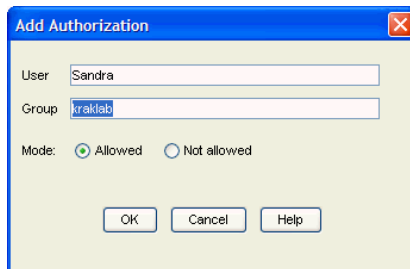 Add Authorization
User Sandra
Group kraklab
Mode: Allowed Not allowed
OK Cancel Help